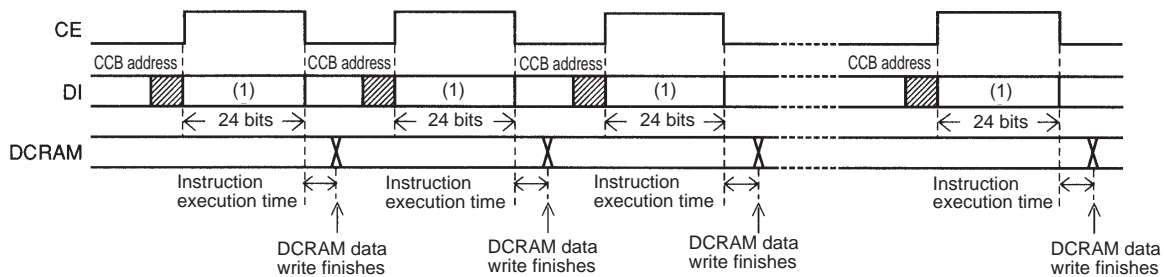 CE
CCB address CCB address CCB address CCB address
DI (1) (1) (1) (1)
24 bits 24 bits 24 bits 24 bits
DCRAM
Instruction execution time
Instruction execution time
Instruction execution time
Instruction execution time
DCRAM data write finishes
DCRAM data write finishes
DCRAM data write finishes
DCRAM data write finishes